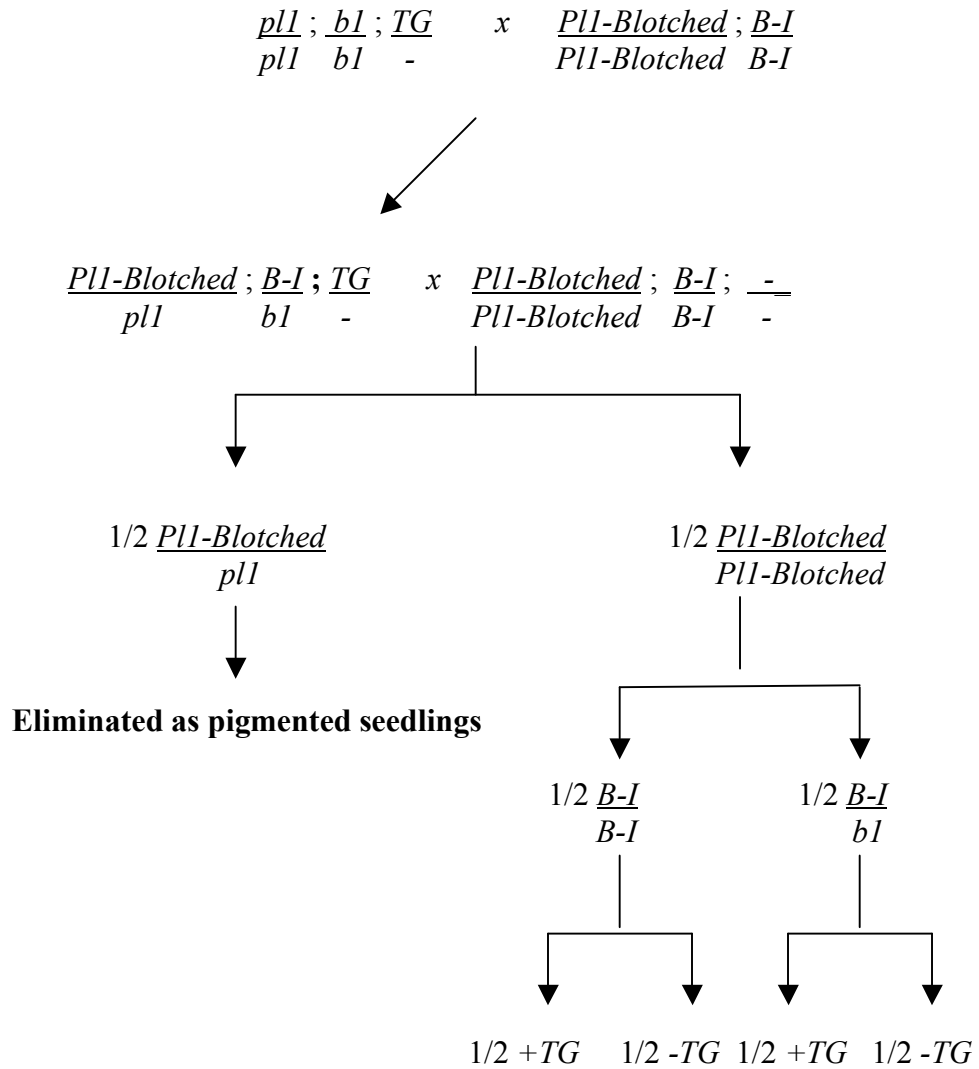 pl1 ; b1 ; TG x Pl1-Blotched ; B-I
pl1 b1 - Pl1-Blotched B-I
Pl1-Blotched ; B-I ; TG x Pl1-Blotched ; B-I ; -_
pl1 b1 - Pl1-Blotched B-I -
1/2 Pl1-Blotched 1/2 Pl1-Blotched
pl1 Pl1-Blotched
Eliminated as pigmented seedlings
1/2 B-I 1/2 B-I
B-I b1
1/2 +TG 1/2 -TG 1/2 +TG 1/2 -TG